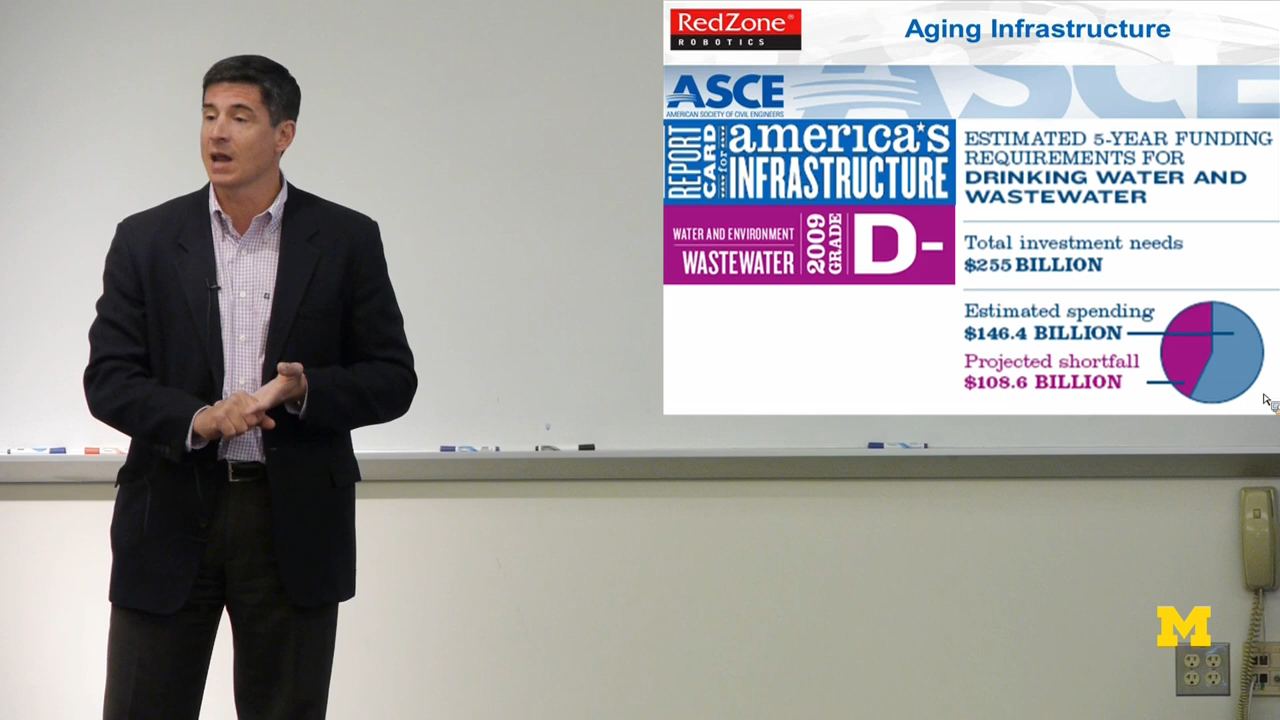 RedZone®
ROBOTICS
Aging Infrastructure
ASCE
ASCE
AMERICAN SOCIETY OF CIVIL ENGINEERS
REPORT
CARD
for
america's
INFRASTRUCTURE
WATER AND ENVIRONMENT
WASTEWATER
2009
GRADE
D-
ESTIMATED 5-YEAR FUNDING
REQUIREMENTS FOR
DRINKING WATER AND
WASTEWATER
Total investment needs
$255 BILLION
Estimated spending
$146.4 BILLION
Projected shortfall
$108.6 BILLION
M